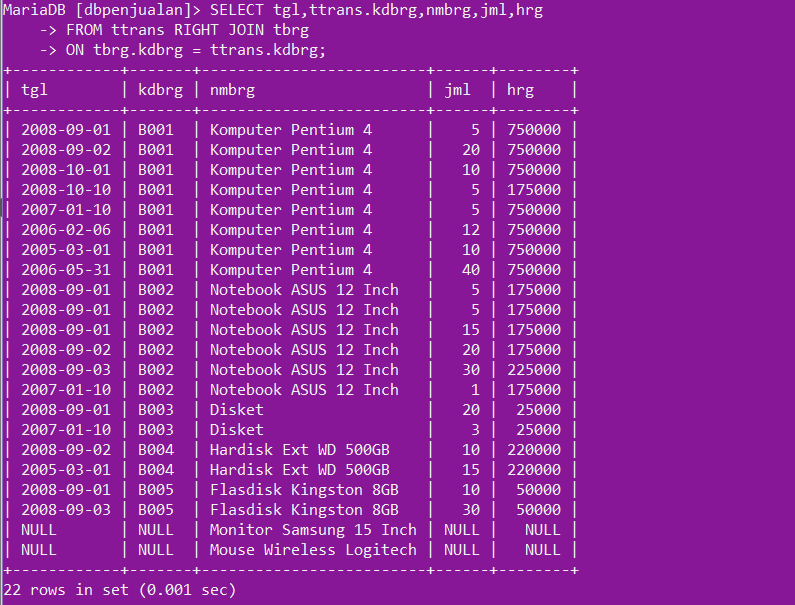 MariaDB [dbpenjualan]> SELECT tgl,ttrans.kdbrg,nmbrg,jml,hrg
    -> FROM ttrans RIGHT JOIN tbrg
    -> ON tbrg.kdbrg = ttrans.kdbrg;
+------------+-------+-------------------------+------+--------+
| tgl        | kdbrg | nmbrg                   | jml  | hrg    |
+------------+-------+-------------------------+------+--------+
| 2008-09-01 | B001  | Komputer Pentium 4      |    5 | 750000 |
| 2008-09-02 | B001  | Komputer Pentium 4      |   20 | 750000 |
| 2008-10-01 | B001  | Komputer Pentium 4      |   10 | 750000 |
| 2008-10-10 | B001  | Komputer Pentium 4      |    5 | 175000 |
| 2007-01-10 | B001  | Komputer Pentium 4      |    5 | 750000 |
| 2006-02-06 | B001  | Komputer Pentium 4      |   12 | 750000 |
| 2005-03-01 | B001  | Komputer Pentium 4      |   10 | 750000 |
| 2006-05-31 | B001  | Komputer Pentium 4      |   40 | 750000 |
| 2008-09-01 | B002  | Notebook ASUS 12 Inch   |    5 | 175000 |
| 2008-09-01 | B002  | Notebook ASUS 12 Inch   |    5 | 175000 |
| 2008-09-01 | B002  | Notebook ASUS 12 Inch   |   15 | 175000 |
| 2008-09-02 | B002  | Notebook ASUS 12 Inch   |   20 | 175000 |
| 2008-09-03 | B002  | Notebook ASUS 12 Inch   |   30 | 225000 |
| 2007-01-10 | B002  | Notebook ASUS 12 Inch   |    1 | 175000 |
| 2008-09-01 | B003  | Disket                  |   20 |  25000 |
| 2007-01-10 | B003  | Disket                  |    3 |  25000 |
| 2008-09-02 | B004  | Hardisk Ext WD 500GB    |   10 | 220000 |
| 2005-03-01 | B004  | Hardisk Ext WD 500GB    |   15 | 220000 |
| 2008-09-01 | B005  | Flasdisk Kingston 8GB   |   10 |  50000 |
| 2008-09-03 | B005  | Flasdisk Kingston 8GB   |   30 |  50000 |
| NULL       | NULL  | Monitor Samsung 15 Inch | NULL |   NULL |
| NULL       | NULL  | Mouse Wireless Logitech | NULL |   NULL |
+------------+-------+-------------------------+------+--------+
22 rows in set (0.001 sec)